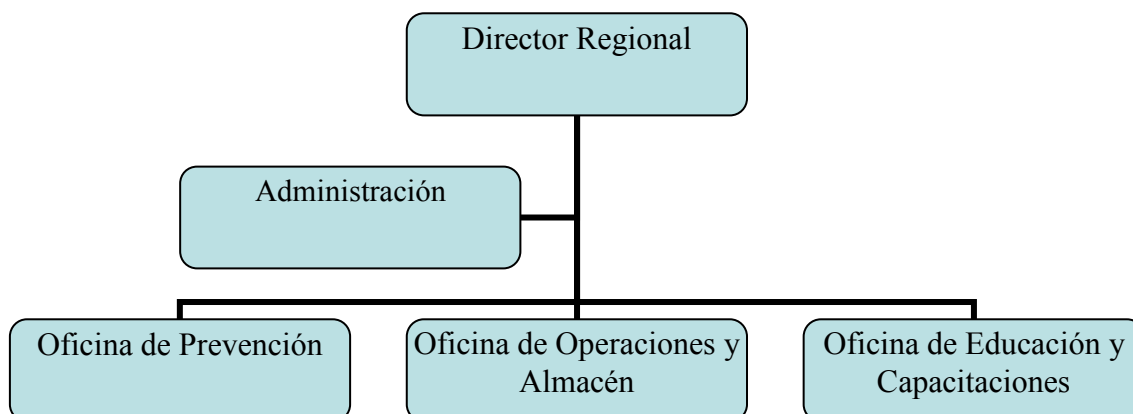 Director Regional
Administración
Oficina de Prevención
Oficina de Operaciones y
Almacén
Oficina de Educación y
Capacitaciones